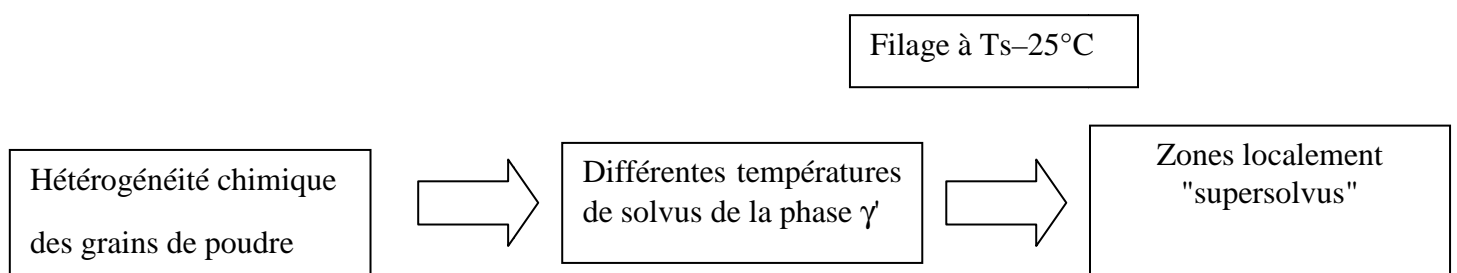 Filage à Ts–25°C
Hétérogénéité chimique
des grains de poudre
Différentes températures
de solvus de la phase γ'
Zones localement
"supersolvus"